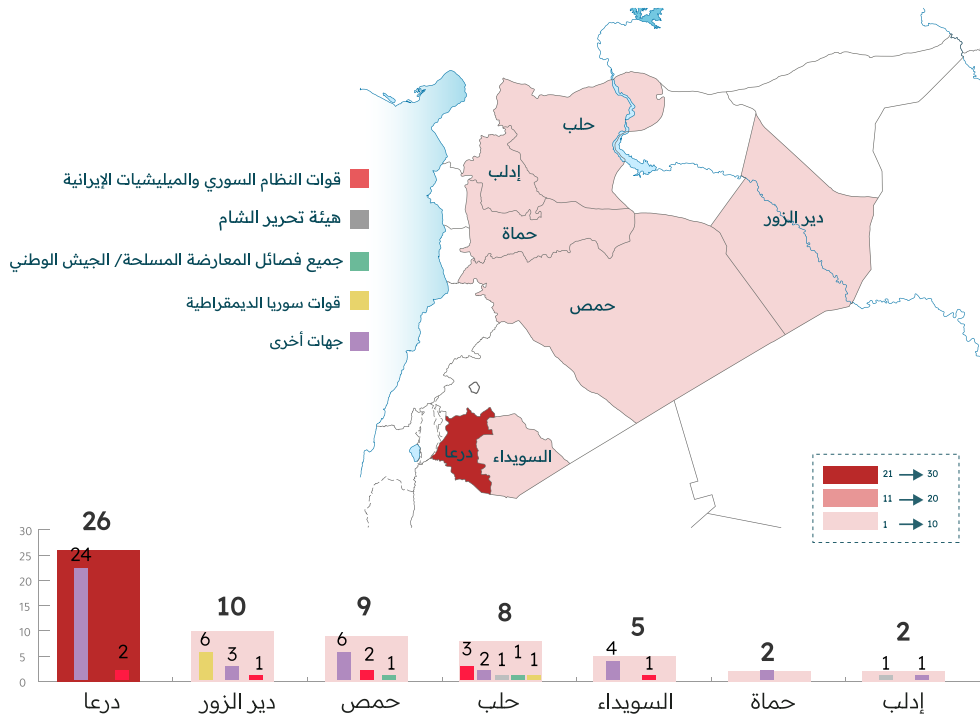 حلب
إدلب
حماة
حمص
دير الزور
درعا
السويداء
قوات النظام السوري والميليشيات الإيرانية
هيئة تحرير الشام
جميع فصائل المعارضة المسلحة/ الجيش الوطني
قوات سوريا الديمقراطية
جهات أخرى
21 → 30
11 → 20
1 → 10
30
25
20
15
10
5
0
26
24
2
درعا
10
6
3
1
دير الزور
9
6
2
1
حمص
8
3
2
1
1
1
حلب
5
4
1
السويداء
2
2
حماة
2
1
1
إدلب